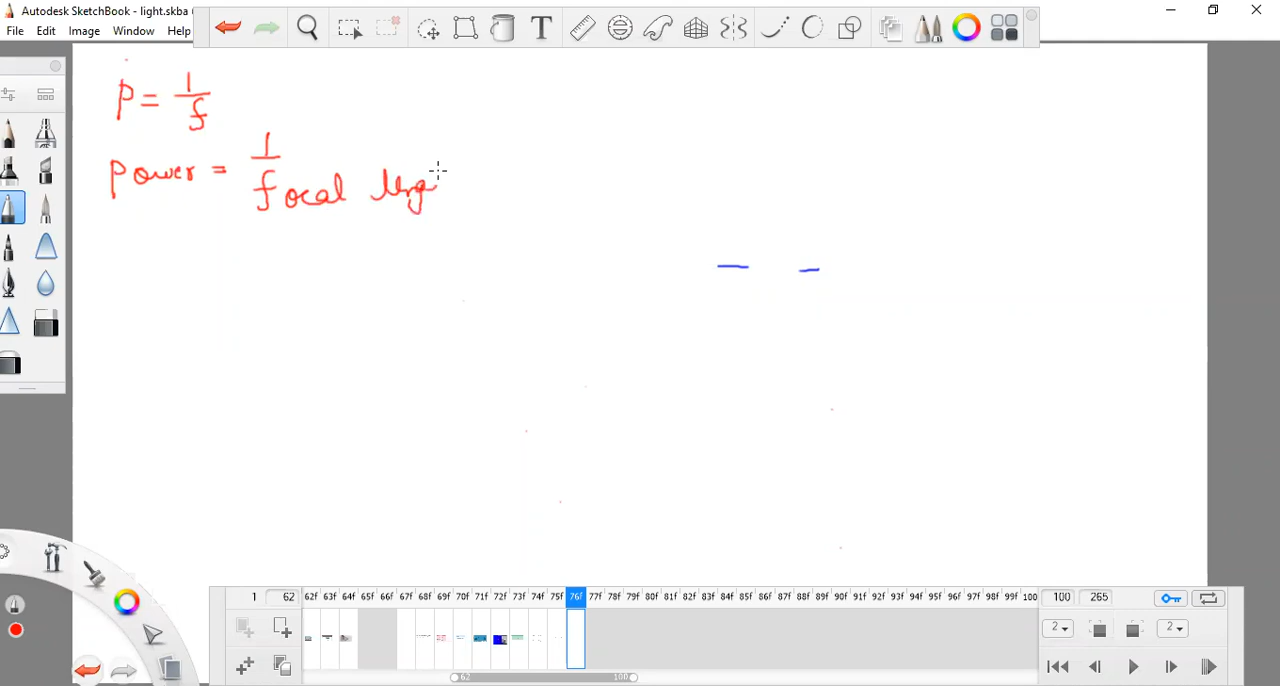 Autodesk SketchBook - light.skba
File Edit Image Window Help
P = 1/f
Power = 1/Focal
1 62 62f 63f 64f 65f 66f 67f 68f 69f 70f 71f 72f 73f 74f 75f 76f 77f 78f 79f 80f 81f 82f 83f 84f 85f 86f 87f 88f 89f 90f 91f 92f 93f 94f 95f 96f 97f 98f 99f 100 100 265
2 2
62 100